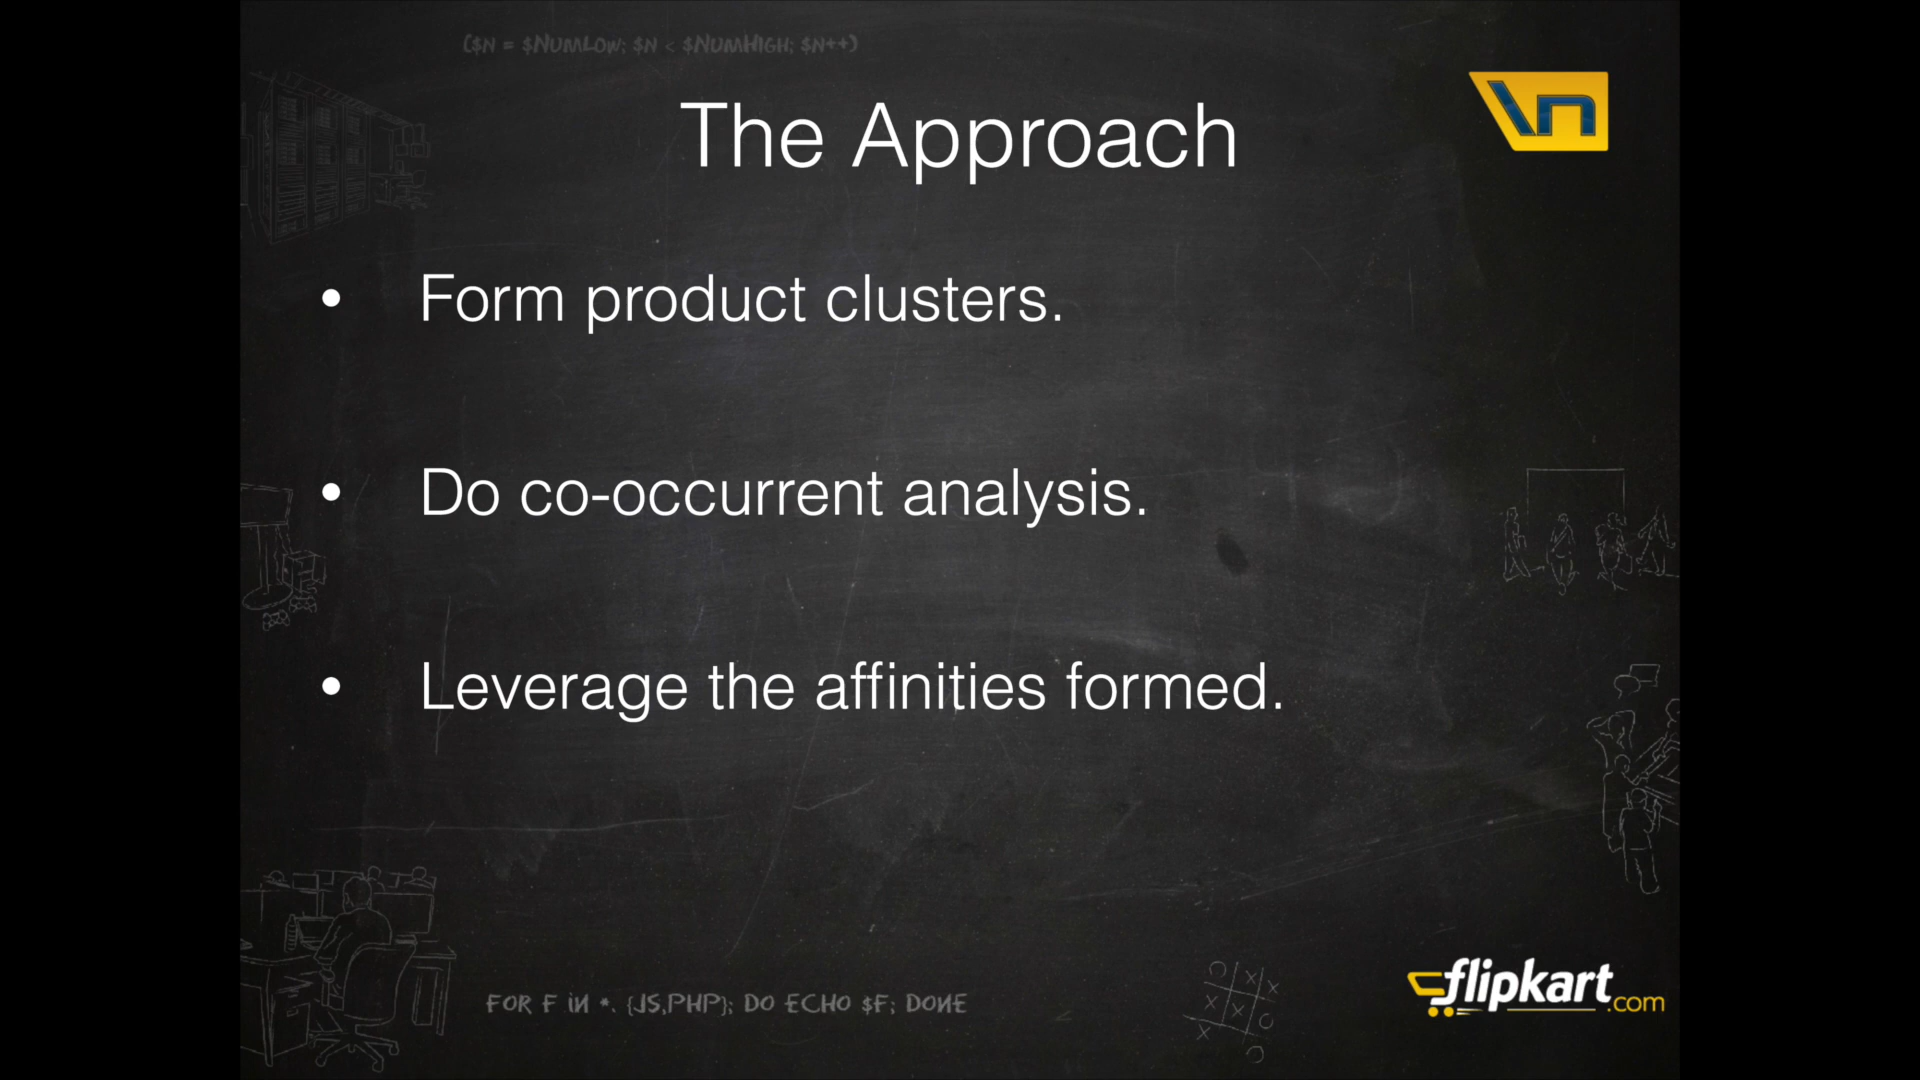 ($N = $NUMLOW; $N < $NUMHIGH; $N++)
\n
The Approach
• Form product clusters.
• Do co-occurrent analysis.
• Leverage the affinities formed.
FOR F IN *. {JS,PHP}; DO ECHO $F; DONE
flipkart.com